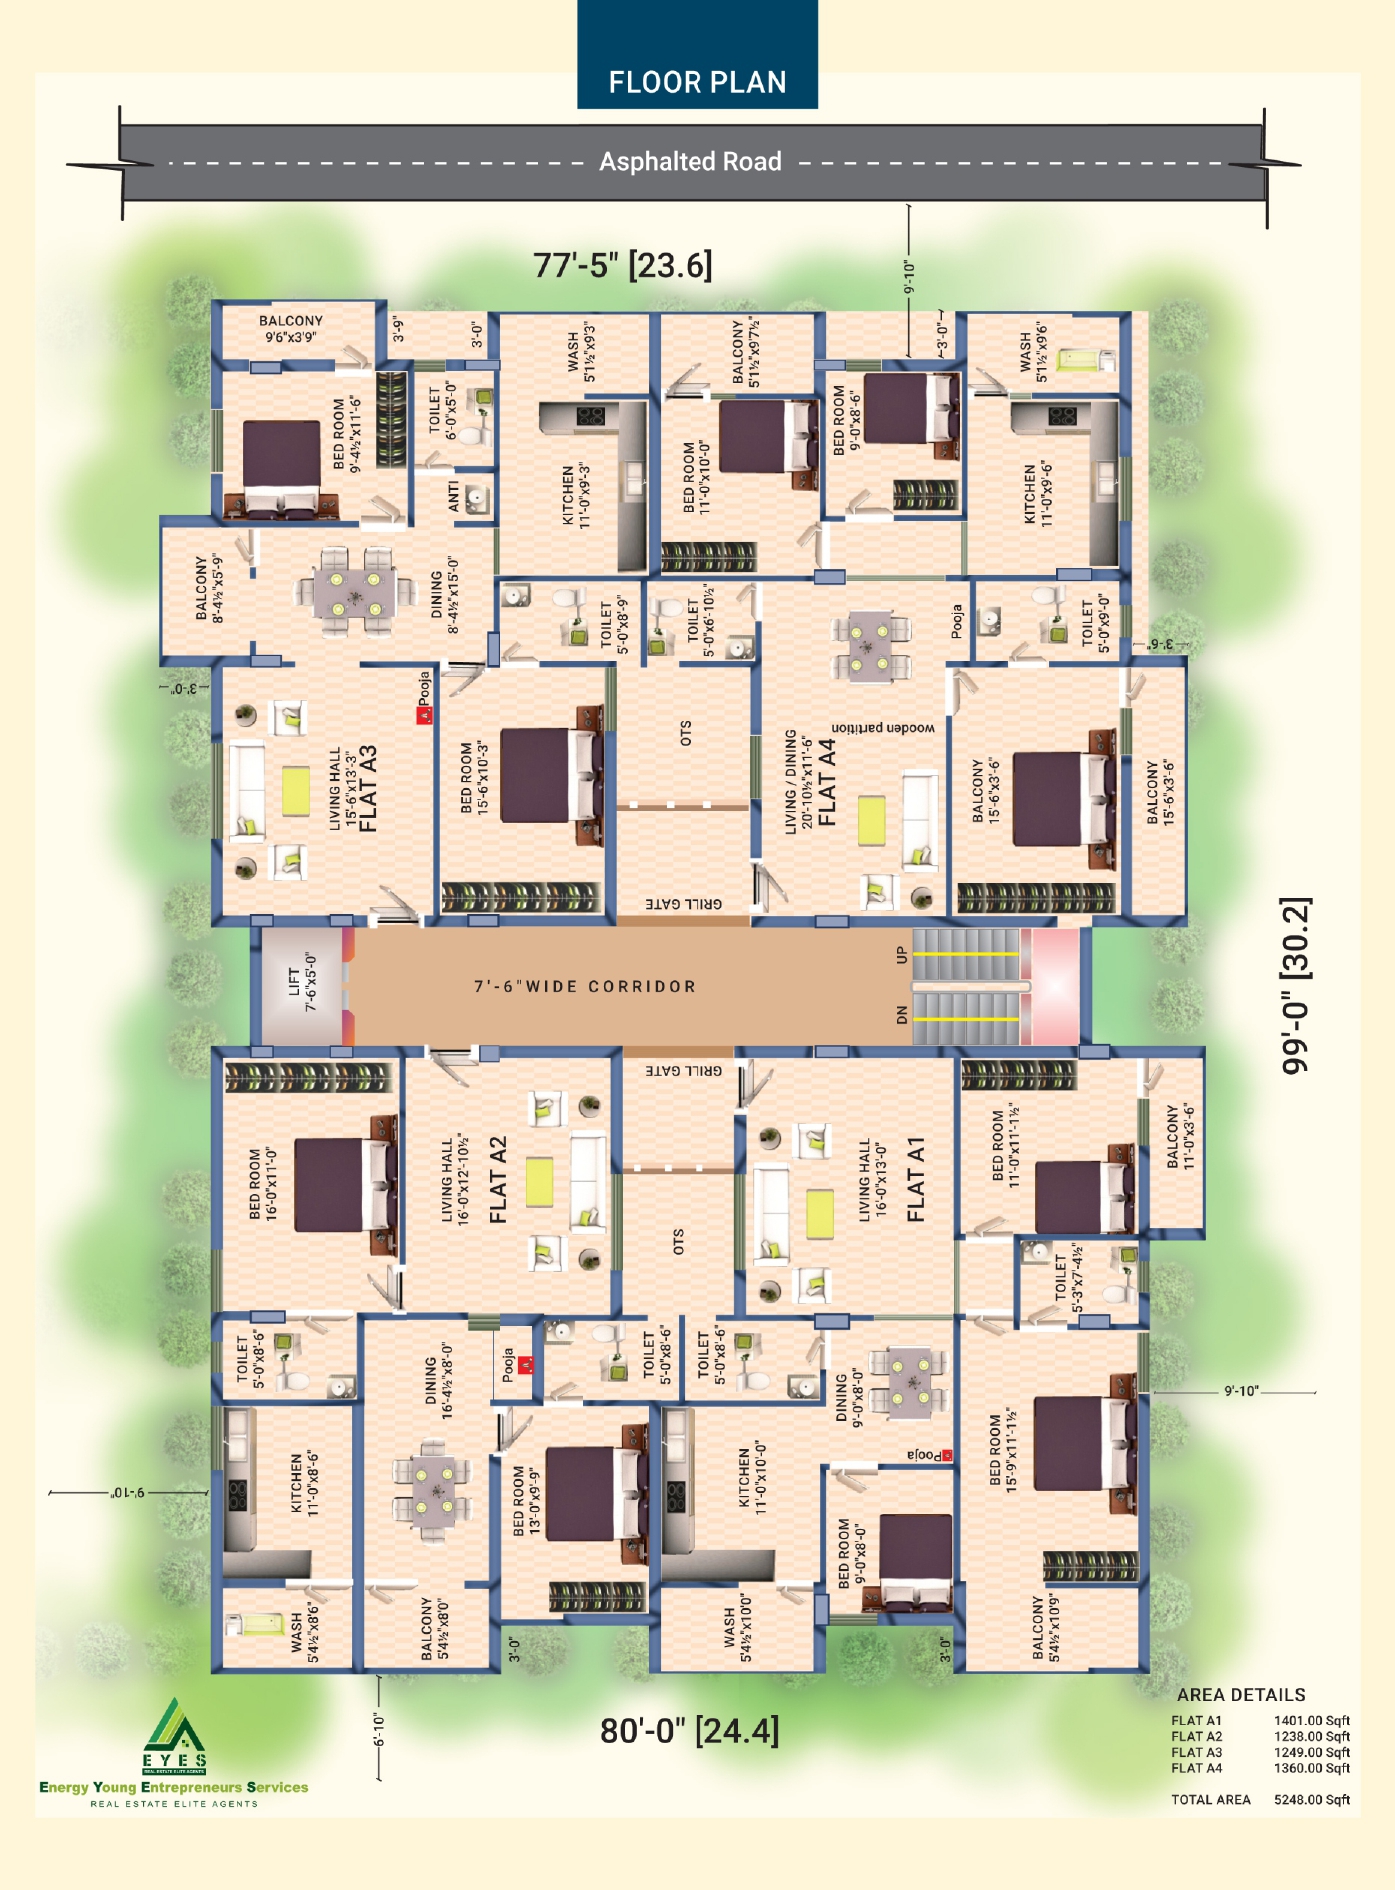 FLOOR PLAN
Asphalted Road
77'-5" [23.6]
9'-10"
BALCONY
9'6"x3'9"
3'-9"
3'-0"
WASH
5'1½"x9'3"
BALCONY
5'1½"x9'7½"
3'-0"
WASH
5'1½"x9'6"
BED ROOM
9'-4½"x11'-6"
TOILET
6'-0"x5'-0"
ANTI
KITCHEN
11'-0"x9'-3"
BED ROOM
11'-0"x10'-0"
BED ROOM
9'-0"x8'-6"
KITCHEN
11'-0"x9'-6"
BALCONY
8'-4½"x5'-9"
DINING
8'-4½"x15'-0"
TOILET
5'-0"x8'-9"
TOILET
5'-0"x6'-10½"
Pooja
TOILET
5'-0"x9'-0"
3'-6"
3'-0"
LIVING HALL
15'-6"x13'-3"
FLAT A3
Pooja
BED ROOM
15'-6"x10'-3"
OTS
wooden partition
LIVING / DINING
20'-10½"x11'-6"
FLAT A4
BALCONY
15'-6"x3'-6"
BALCONY
15'-6"x3'-6"
GRILL GATE
LIFT
7'-6"x5'-0"
7'-6"WIDE CORRIDOR
UP
DN
99'-0" [30.2]
GRILL GATE
BED ROOM
16'-0"x11'-0"
LIVING HALL
16'-0"x12'-10½"
FLAT A2
OTS
LIVING HALL
16'-0"x13'-0"
FLAT A1
BED ROOM
11'-0"x11'-1½"
BALCONY
11'-0"x3'-6"
TOILET
5'-3"x7'-4½"
TOILET
5'-0"x8'-6"
DINING
16'-4½"x8'-0"
Pooja
TOILET
5'-0"x8'-6"
TOILET
5'-0"x8'-6"
DINING
9'-0"x8'-0"
Pooja
9'-10"
9'-10"
KITCHEN
11'-0"x8'-6"
BED ROOM
13'-0"x9'-9"
KITCHEN
11'-0"x10'-0"
BED ROOM
9'-0"x8'-0"
BED ROOM
15'-9"x11'-1½"
WASH
5'4½"x8'6"
BALCONY
5'4½"x8'0"
3'-0"
WASH
5'4½"x10'0"
3'-0"
BALCONY
5'4½"x10'9"
6'-10"
80'-0" [24.4]
AREA DETAILS
FLAT A1 1401.00 Sqft
FLAT A2 1238.00 Sqft
FLAT A3 1249.00 Sqft
FLAT A4 1360.00 Sqft
TOTAL AREA 5248.00 Sqft
EYES
REAL ESTATE ELITE AGENTS
Energy Young Entrepreneurs Services
REAL ESTATE ELITE AGENTS